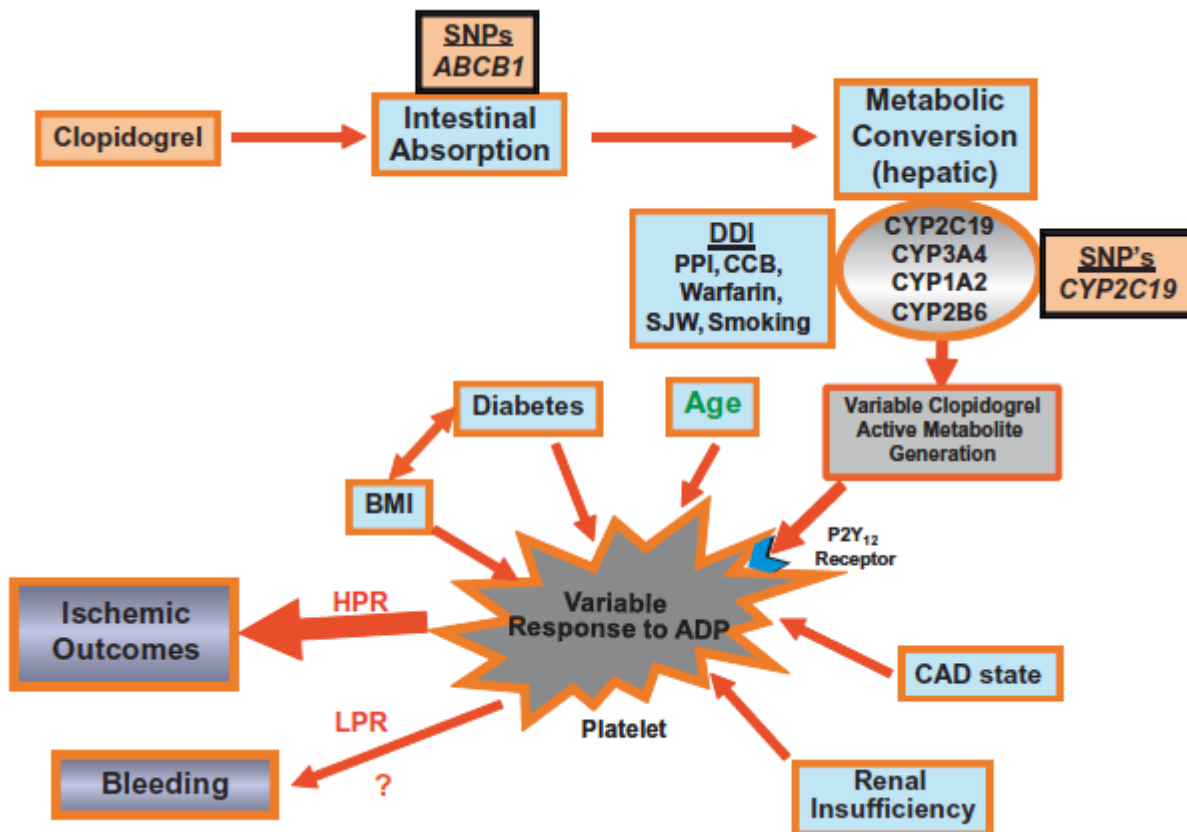 SNPs
ABCB1
Clopidogrel
Intestinal
Absorption
Metabolic
Conversion
(hepatic)
DDI
PPI, CCB,
Warfarin,
SJW, Smoking
CYP2C19
CYP3A4
CYP1A2
CYP2B6
SNP's
CYP2C19
Diabetes
Age
Variable Clopidogrel
Active Metabolite
Generation
BMI
P2Y12
Receptor
Ischemic
Outcomes
HPR
Variable
Response to ADP
CAD state
LPR
Platelet
Bleeding
?
Renal
Insufficiency